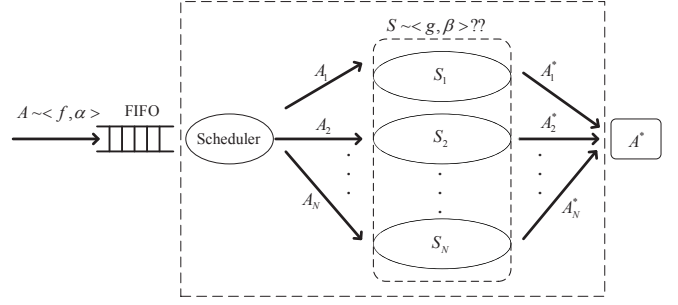 S ~< g, β >??
A ~< f, α >
FIFO
Scheduler
A₁
A₂
A_N
S₁
S₂
S_N
A₁*
A₂*
A_N*
A*